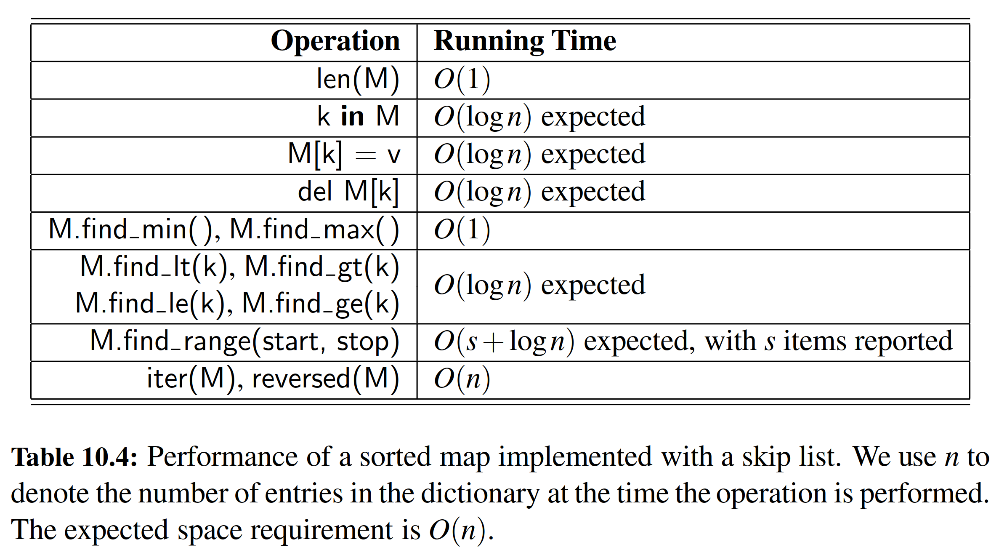 Operation Running Time
len(M) O(1)
k in M O(log n) expected
M[k] = v O(log n) expected
del M[k] O(log n) expected
M.find_min(), M.find_max() O(1)
M.find_lt(k), M.find_gt(k)
O(log n) expected
M.find_le(k), M.find_ge(k)
M.find_range(start, stop) O(s + log n) expected, with s items reported
iter(M), reversed(M) O(n)
Table 10.4: Performance of a sorted map implemented with a skip list. We use n to
denote the number of entries in the dictionary at the time the operation is performed.
The expected space requirement is O(n).